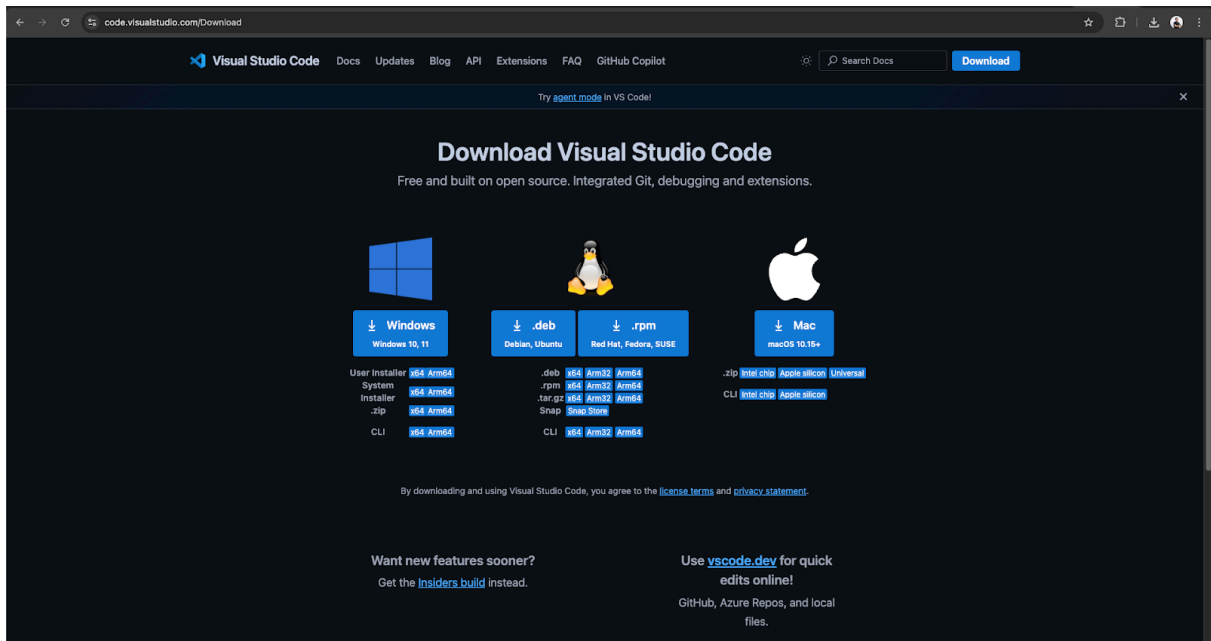 code.visualstudio.com/Download
Visual Studio Code Docs Updates Blog API Extensions FAQ GitHub Copilot Search Docs Download
Try agent mode in VS Code!
Download Visual Studio Code
Free and built on open source. Integrated Git, debugging and extensions.
Windows
Windows 10, 11
User Installer x64 Arm64
System
Installer x64 Arm64
.zip x64 Arm64
CLI x64 Arm64
.deb
Debian, Ubuntu
.rpm
Red Hat, Fedora, SUSE
.deb x64 Arm32 Arm64
.rpm x64 Arm32 Arm64
.tar.gz x64 Arm32 Arm64
Snap Snap Store
CLI x64 Arm32 Arm64
Mac
macOS 10.15+
.zip Intel chip Apple silicon Universal
CLI Intel chip Apple silicon
By downloading and using Visual Studio Code, you agree to the license terms and privacy statement.
Want new features sooner?
Get the Insiders build instead.
Use vscode.dev for quick
edits online!
GitHub, Azure Repos, and local
files.